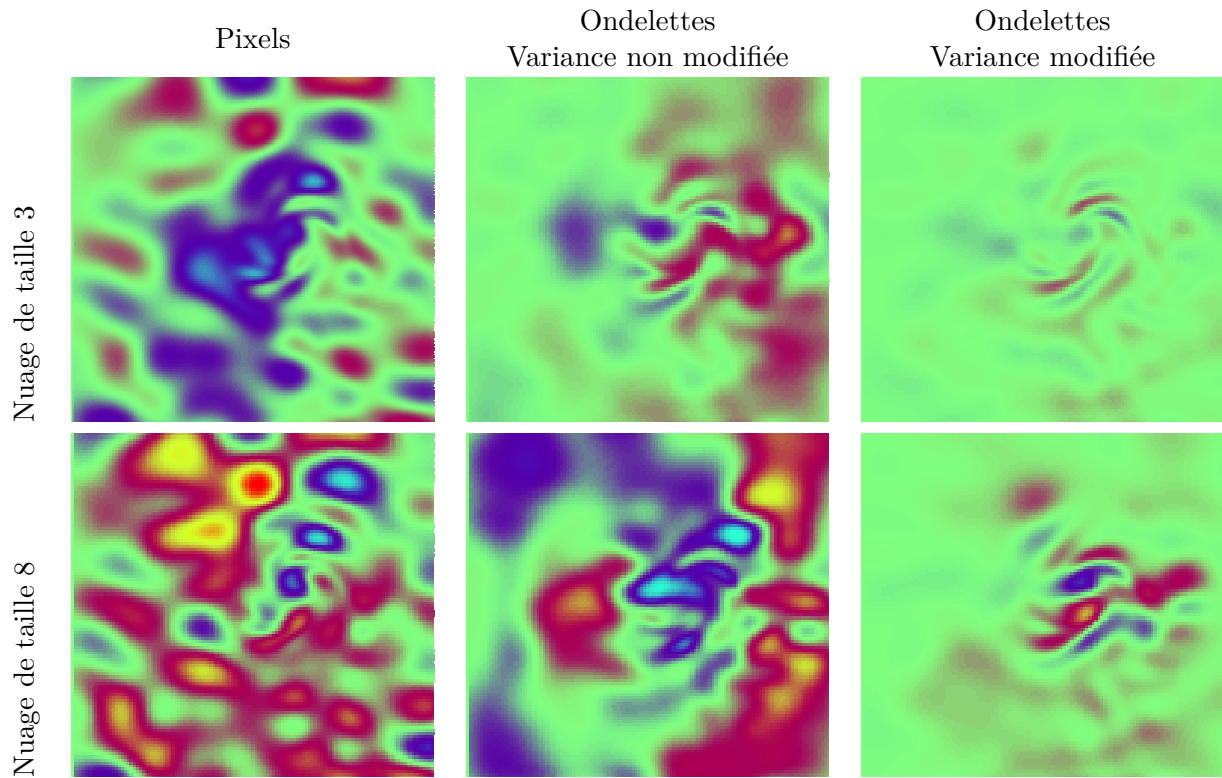 Pixels
Ondelettes
Variance non modifiée
Ondelettes
Variance modifiée
Nuage de taille 3
Nuage de taille 8